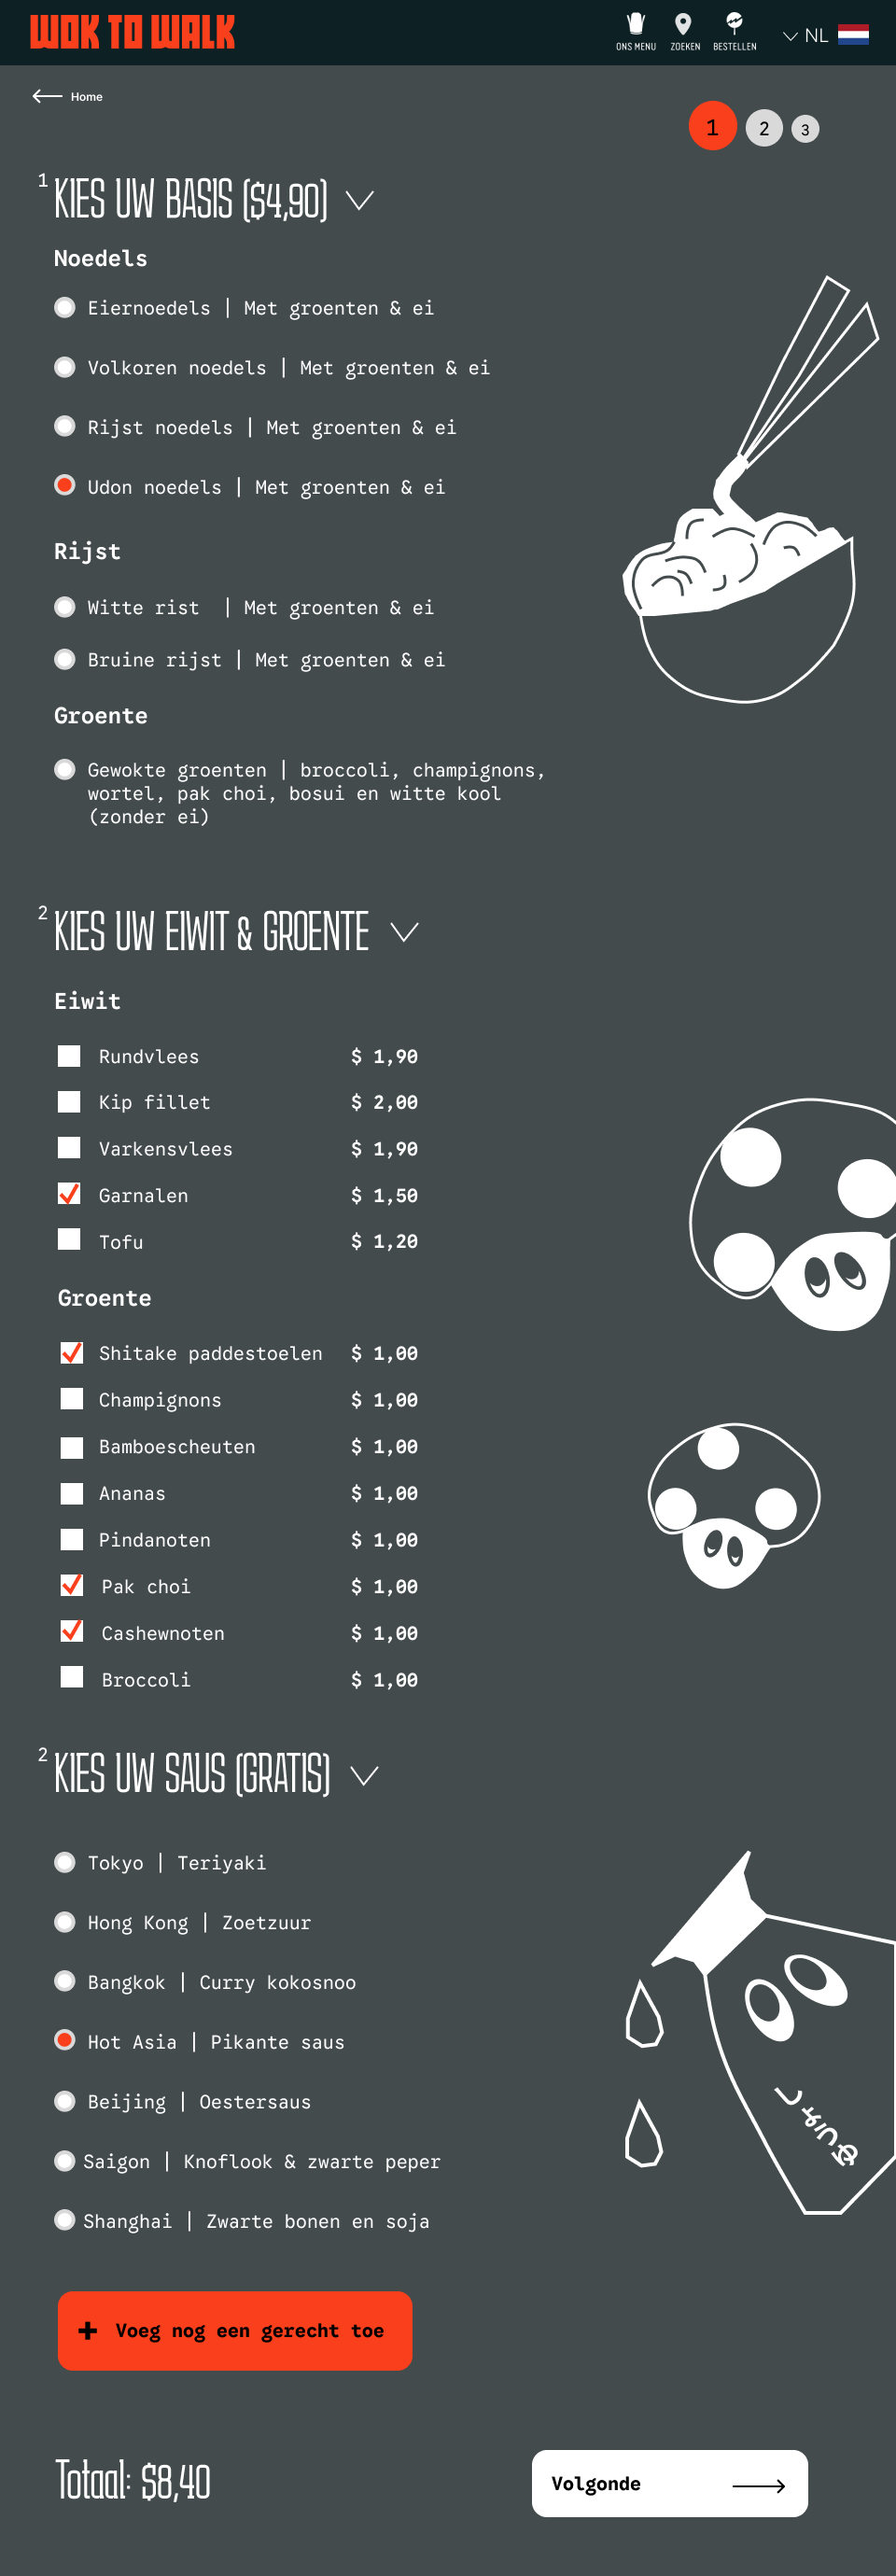 WOK TO WALK
ONS MENU
ZOEKEN
BESTELLEN
NL
Home
1
2
3
1
KIES UW BASIS ($4,90)
Noedels
Eiernoedels | Met groenten & ei
Volkoren noedels | Met groenten & ei
Rijst noedels | Met groenten & ei
Udon noedels | Met groenten & ei
Rijst
Witte rist | Met groenten & ei
Bruine rijst | Met groenten & ei
Groente
Gewokte groenten | broccoli, champignons,
wortel, pak choi, bosui en witte kool
(zonder ei)
2
KIES UW EIWIT & GROENTE
Eiwit
Rundvlees $ 1,90
Kip fillet $ 2,00
Varkensvlees $ 1,90
Garnalen $ 1,50
Tofu $ 1,20
Groente
Shitake paddestoelen $ 1,00
Champignons $ 1,00
Bamboescheuten $ 1,00
Ananas $ 1,00
Pindanoten $ 1,00
Pak choi $ 1,00
Cashewnoten $ 1,00
Broccoli $ 1,00
2
KIES UW SAUS (GRATIS)
Tokyo | Teriyaki
Hong Kong | Zoetzuur
Bangkok | Curry kokosnoo
Hot Asia | Pikante saus
Beijing | Oestersaus
Saigon | Knoflook & zwarte peper
Shanghai | Zwarte bonen en soja
+ Voeg nog een gerecht toe
Totaal: $8,40
Volgonde